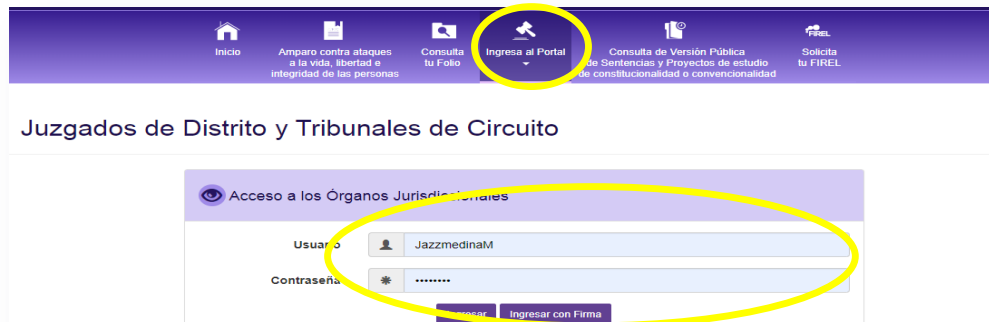 Inicio
Amparo contra ataques
a la vida, libertad e
integridad de las personas
Consulta
tu Folio
Ingresa al Portal
Consulta de Versión Pública
de Sentencias y Proyectos de estudio
de constitucionalidad o convencionalidad
FIREL
Solicita
tu FIREL
Juzgados de Distrito y Tribunales de Circuito
Acceso a los Órganos Jurisdiccionales
Usuario
JazzmedinaM
Contraseña
••••••••
Ingresar
Ingresar con Firma